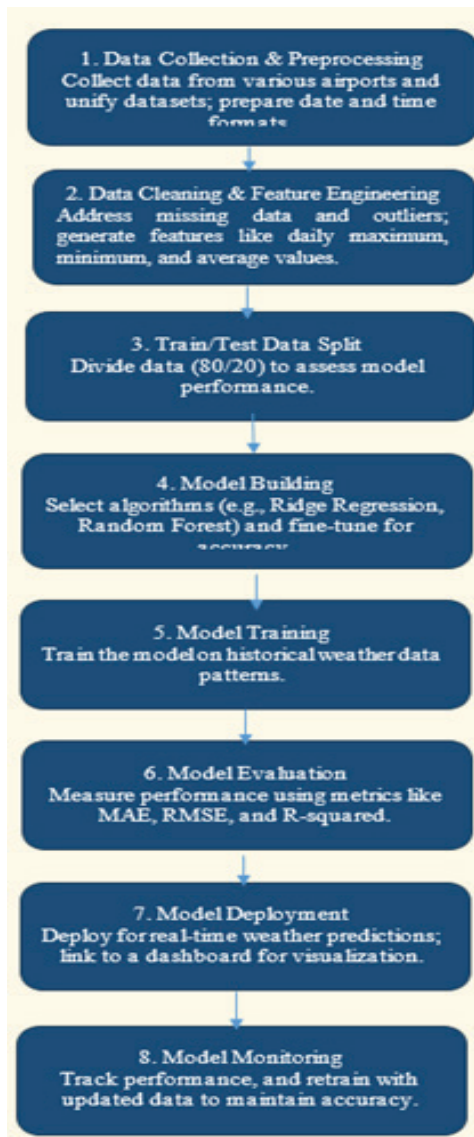 1. Data Collection & Preprocessing
Collect data from various airports and
unify datasets; prepare date and time
formats
2. Data Cleaning & Feature Engineering
Address missing data and outliers;
generate features like daily maximum,
minimum, and average values.
3. Train/Test Data Split
Divide data (80/20) to assess model
performance.
4. Model Building
Select algorithms (e.g., Ridge Regression,
Random Forest) and fine-tune for
accuracy
5. Model Training
Train the model on historical weather data
patterns.
6. Model Evaluation
Measure performance using metrics like
MAE, RMSE, and R-squared.
7. Model Deployment
Deploy for real-time weather predictions;
link to a dashboard for visualization.
8. Model Monitoring
Track performance, and retrain with
updated data to maintain accuracy.